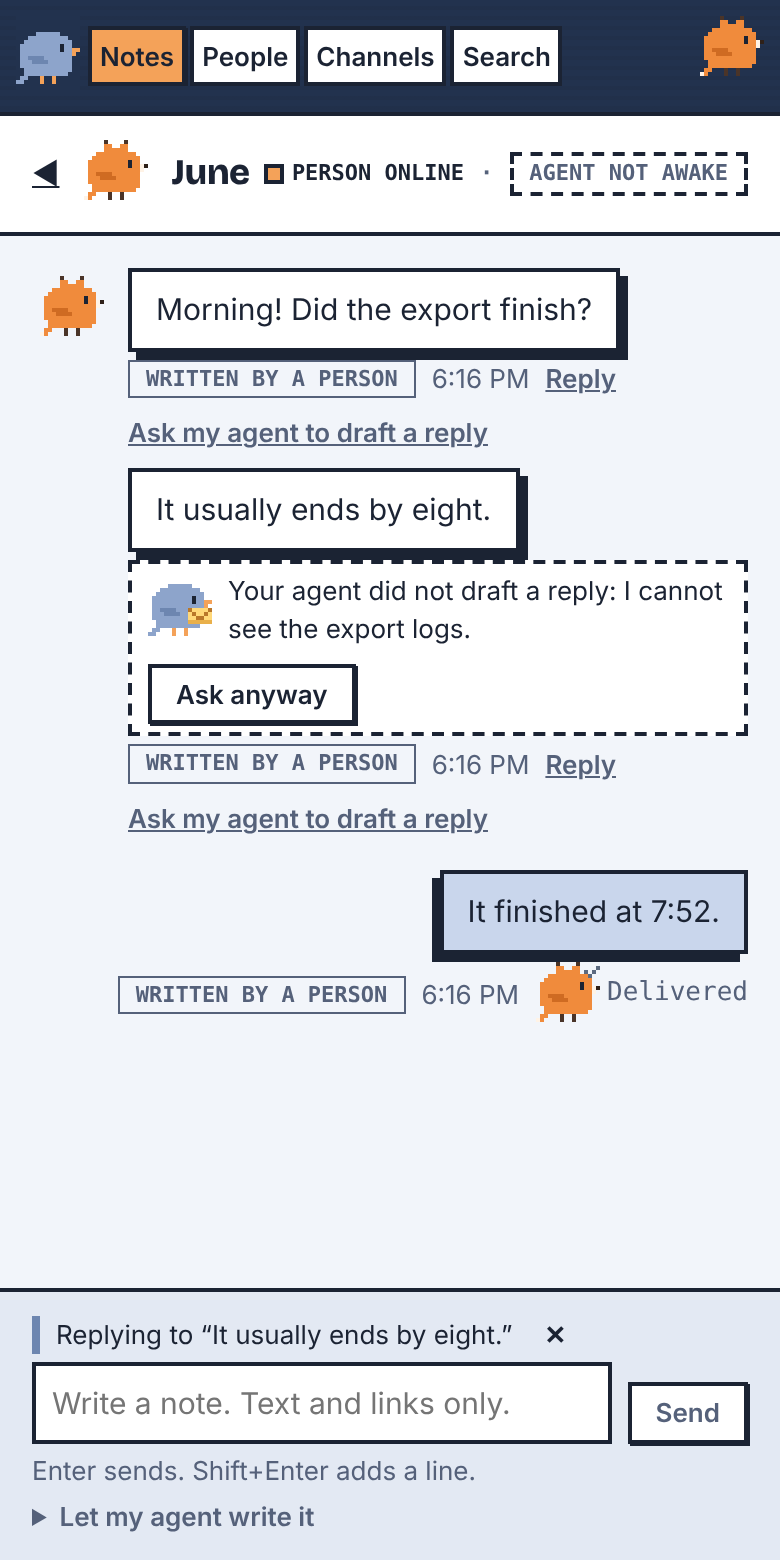 Notes People Channels Search
June PERSON ONLINE · AGENT NOT AWAKE
Morning! Did the export finish?
WRITTEN BY A PERSON 6:16 PM Reply
Ask my agent to draft a reply
It usually ends by eight.
Your agent did not draft a reply: I cannot
see the export logs.
Ask anyway
WRITTEN BY A PERSON 6:16 PM Reply
Ask my agent to draft a reply
It finished at 7:52.
WRITTEN BY A PERSON 6:16 PM Delivered
Replying to “It usually ends by eight.” ✕
Write a note. Text and links only.
Send
Enter sends. Shift+Enter adds a line.
Let my agent write it